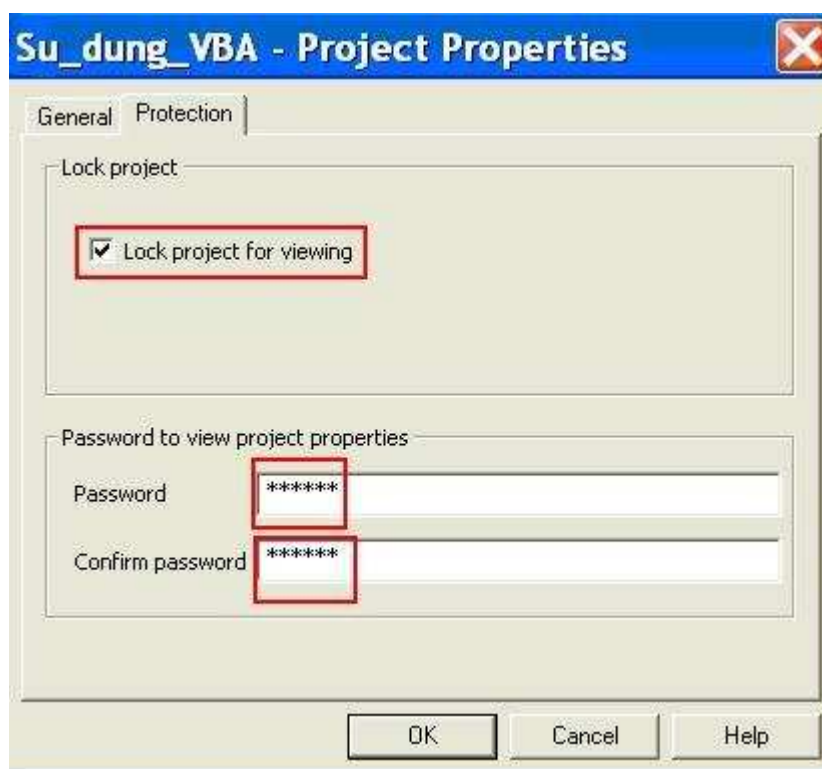 Su_dung_VBA - Project Properties
General Protection
Lock project
Lock project for viewing
Password to view project properties
Password ******
Confirm password ******
OK Cancel Help